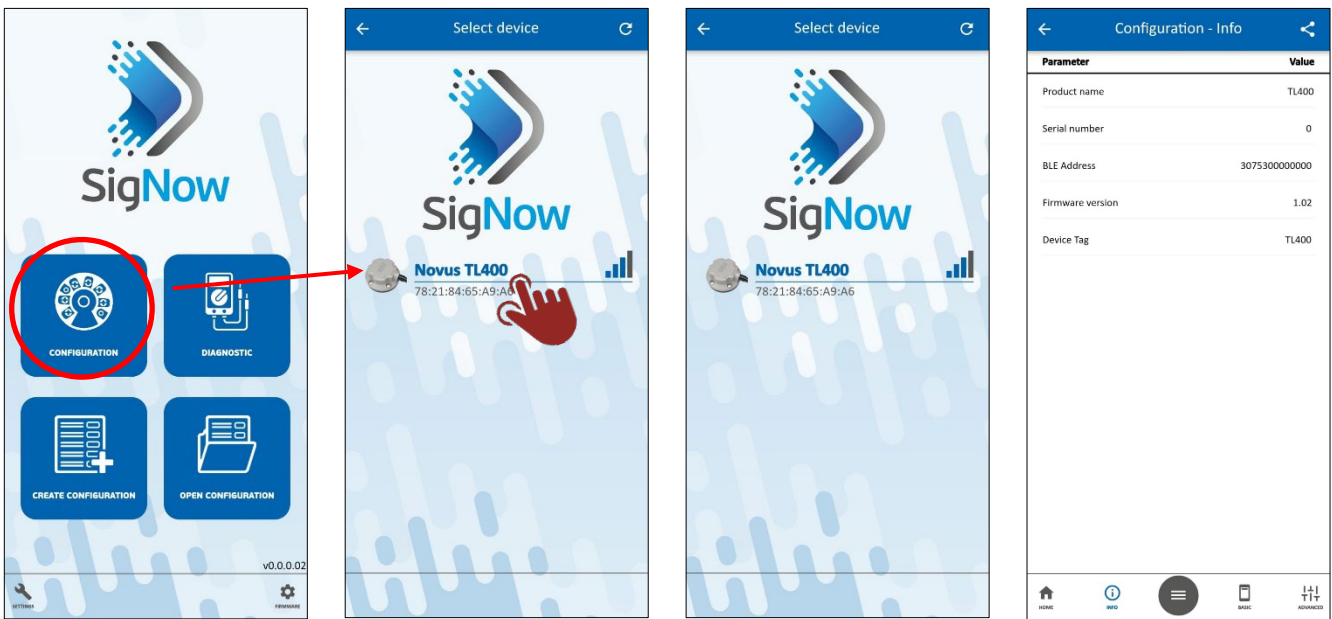 SigNow
CONFIGURATION
DIAGNOSTIC
CREATE CONFIGURATION
OPEN CONFIGURATION
v0.0.0.02
SETTINGS
FIRMWARE
Select device
SigNow
Novus TL400
78:21:84:65:A9:A6
Select device
SigNow
Novus TL400
78:21:84:65:A9:A6
Configuration - Info
Parameter Value
Product name TL400
Serial number 0
BLE Address 3075300000000
Firmware version 1.02
Device Tag TL400
HOME INFO BASIC ADVANCED